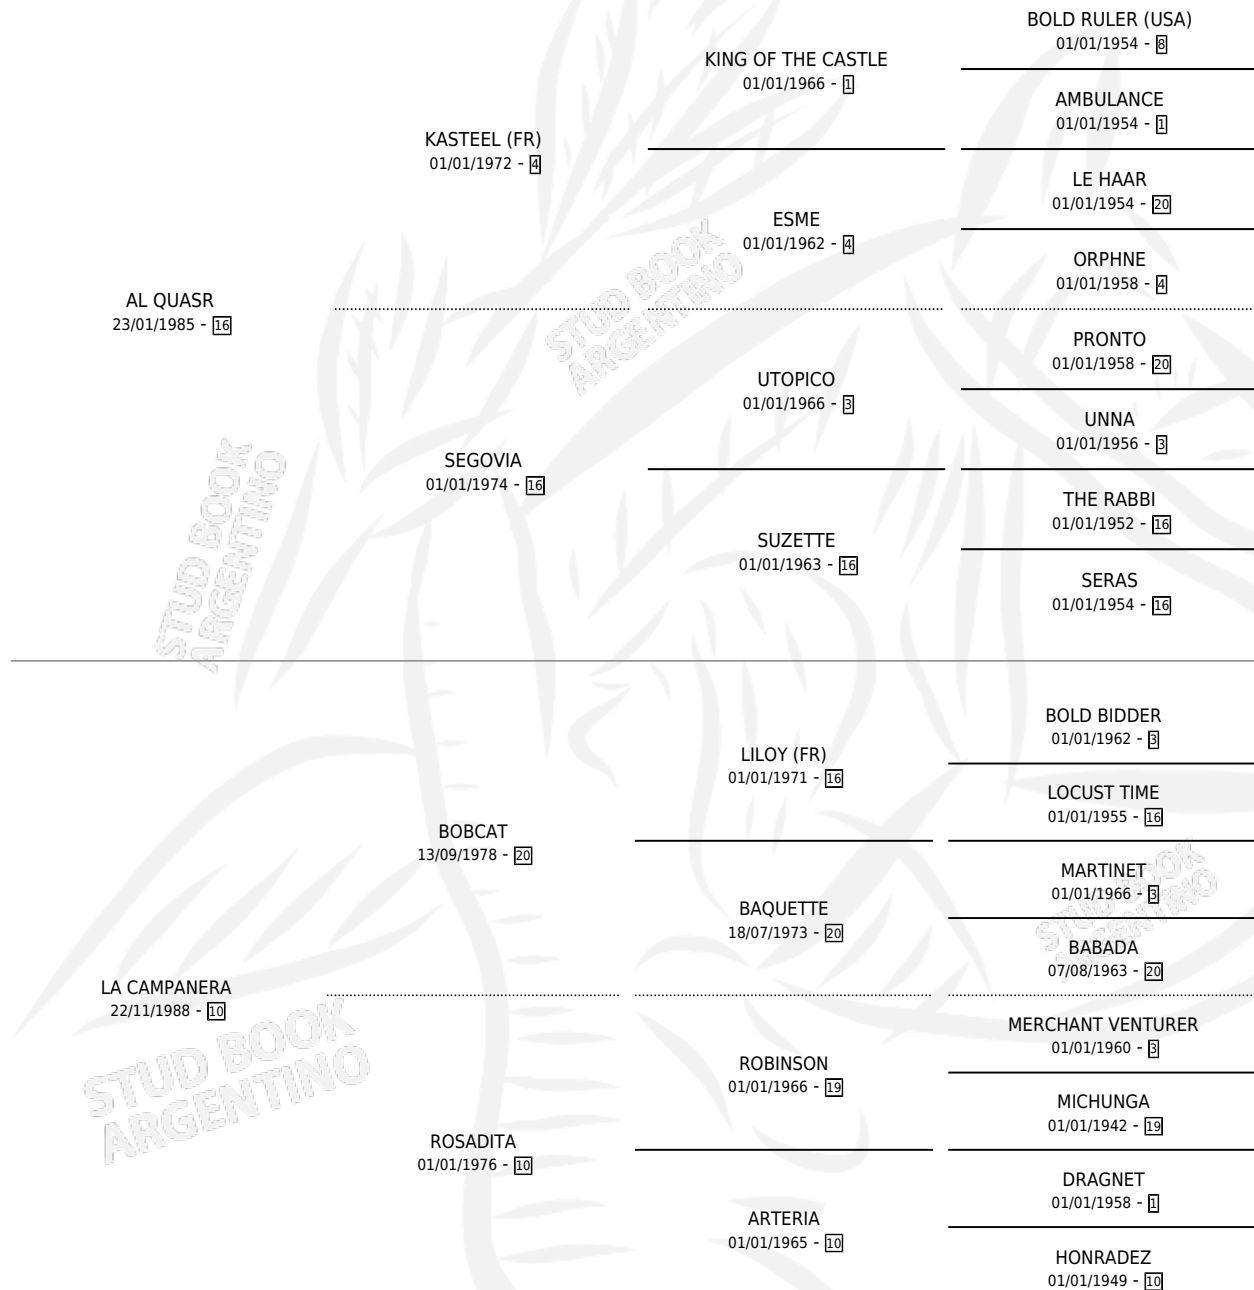 BOLD RULER (USA)
01/01/1954 - 8
KING OF THE CASTLE
01/01/1966 - 1
AMBULANCE
01/01/1954 - 1
KASTEEL (FR)
01/01/1972 - 4
LE HAAR
01/01/1954 - 20
ESME
01/01/1962 - 4
ORPHNE
01/01/1958 - 4
AL QUASR
23/01/1985 - 16
STUD BOOK
ARGENTINO
PRONTO
01/01/1958 - 20
UTOPICO
01/01/1966 - 3
UNNA
01/01/1956 - 3
SEGOVIA
01/01/1974 - 16
THE RABBI
01/01/1952 - 16
SUZETTE
01/01/1963 - 16
SERAS
01/01/1954 - 16
STUD BOOK
ARGENTINO
BOLD BIDDER
01/01/1962 - 3
LILOY (FR)
01/01/1971 - 16
LOCUST TIME
01/01/1955 - 16
BOBCAT
13/09/1978 - 20
MARTINET
01/01/1966 - 3
BAQUETTE
18/07/1973 - 20
BABADA
07/08/1963 - 20
STUD BOOK
ARGENTINO
LA CAMPANERA
22/11/1988 - 10
MERCHANT VENTURER
01/01/1960 - 3
ROBINSON
01/01/1966 - 19
MICHUNGA
01/01/1942 - 19
STUD BOOK
ARGENTINO
ROSADITA
01/01/1976 - 10
DRAGNET
01/01/1958 - 1
ARTERIA
01/01/1965 - 10
HONRADEZ
01/01/1949 - 10